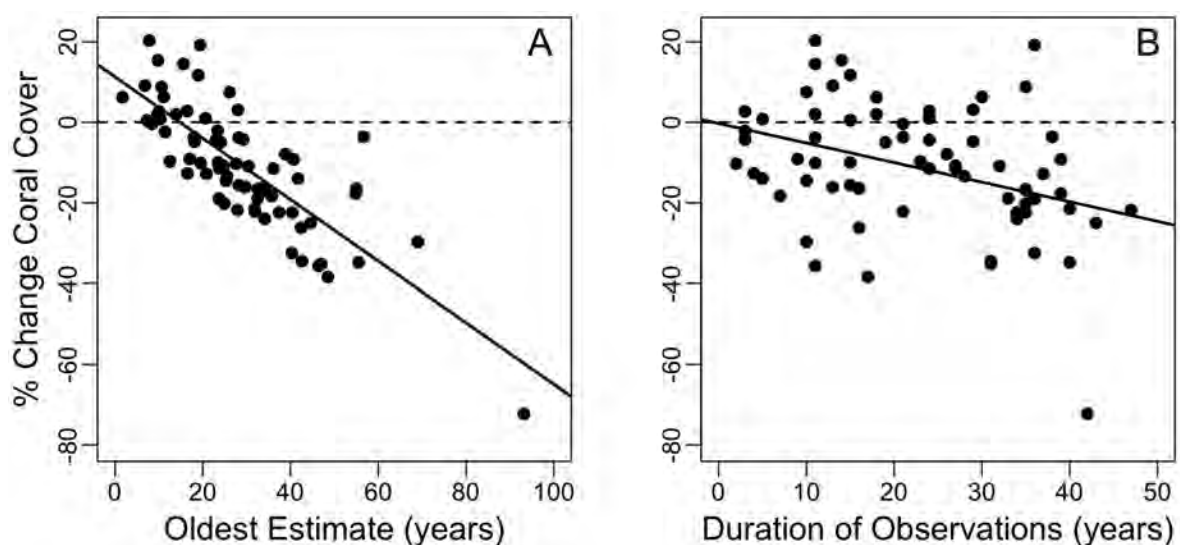 A
B
% Change Coral Cover
20
0
-20
-40
-60
-80
0 20 40 60 80 100
Oldest Estimate (years)
20
0
-20
-40
-60
-80
0 10 20 30 40 50
Duration of Observations (years)